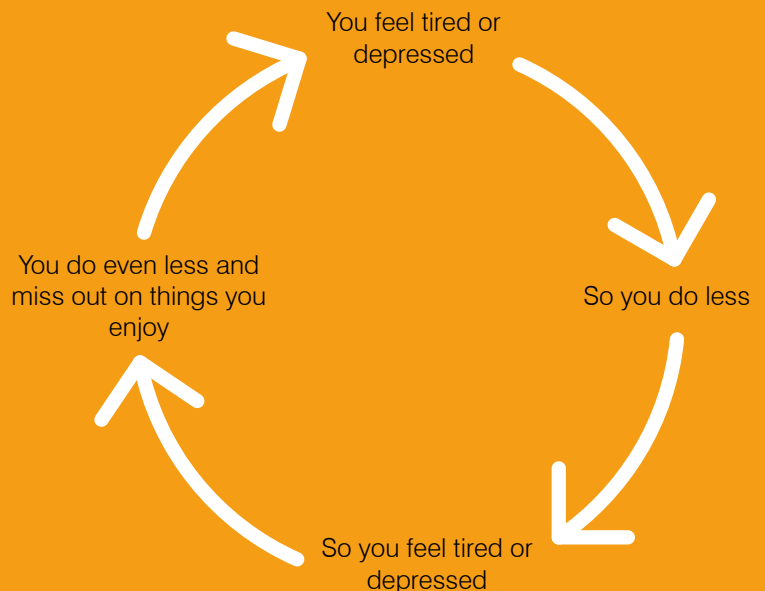 You feel tired or
depressed
So you do less
So you feel tired or
depressed
You do even less and
miss out on things you
enjoy